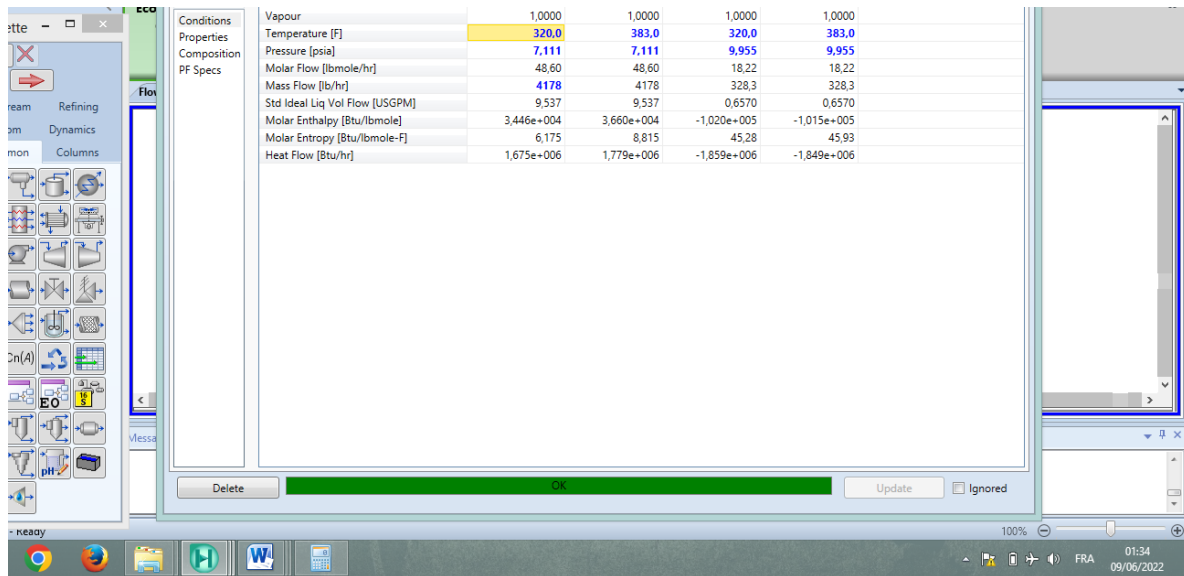 ECO
ette
Conditions
Properties
Composition
PF Specs
Vapour 1,0000 1,0000 1,0000 1,0000
Temperature [F] 320,0 383,0 320,0 383,0
Pressure [psia] 7,111 7,111 9,955 9,955
Molar Flow [lbmole/hr] 48,60 48,60 18,22 18,22
Mass Flow [lb/hr] 4178 4178 328,3 328,3
Std Ideal Liq Vol Flow [USGPM] 9,537 9,537 0,6570 0,6570
Molar Enthalpy [Btu/lbmole] 3,446e+004 3,660e+004 -1,020e+005 -1,015e+005
Molar Entropy [Btu/lbmole-F] 6,175 8,815 45,28 45,93
Heat Flow [Btu/hr] 1,675e+006 1,779e+006 -1,859e+006 -1,849e+006
Flov
ream Refining
om Dynamics
mon Columns
Cn(A)
EO
16
S
pH
Messa
Delete OK Update Ignored
- Ready 100%
FRA 01:34
09/06/2022